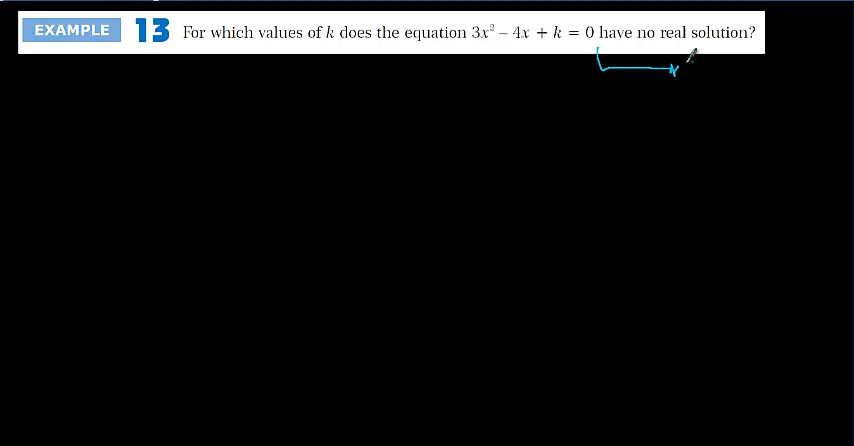 EXAMPLE 13 For which values of k does the equation 3x² – 4x + k = 0 have no real solution?